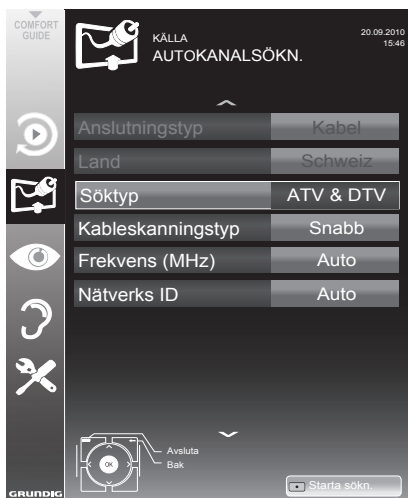 COMFORT
GUIDE
KÄLLA
AUTOKANALSÖKN.
20.09.2010
15:46
Anslutningstyp Kabel
Land Schweiz
Söktyp ATV & DTV
Kableskanningstyp Snabb
Frekvens (MHz) Auto
Nätverks ID Auto
OK
Avsluta
Bak
Starta sökn.
GRUNDIG